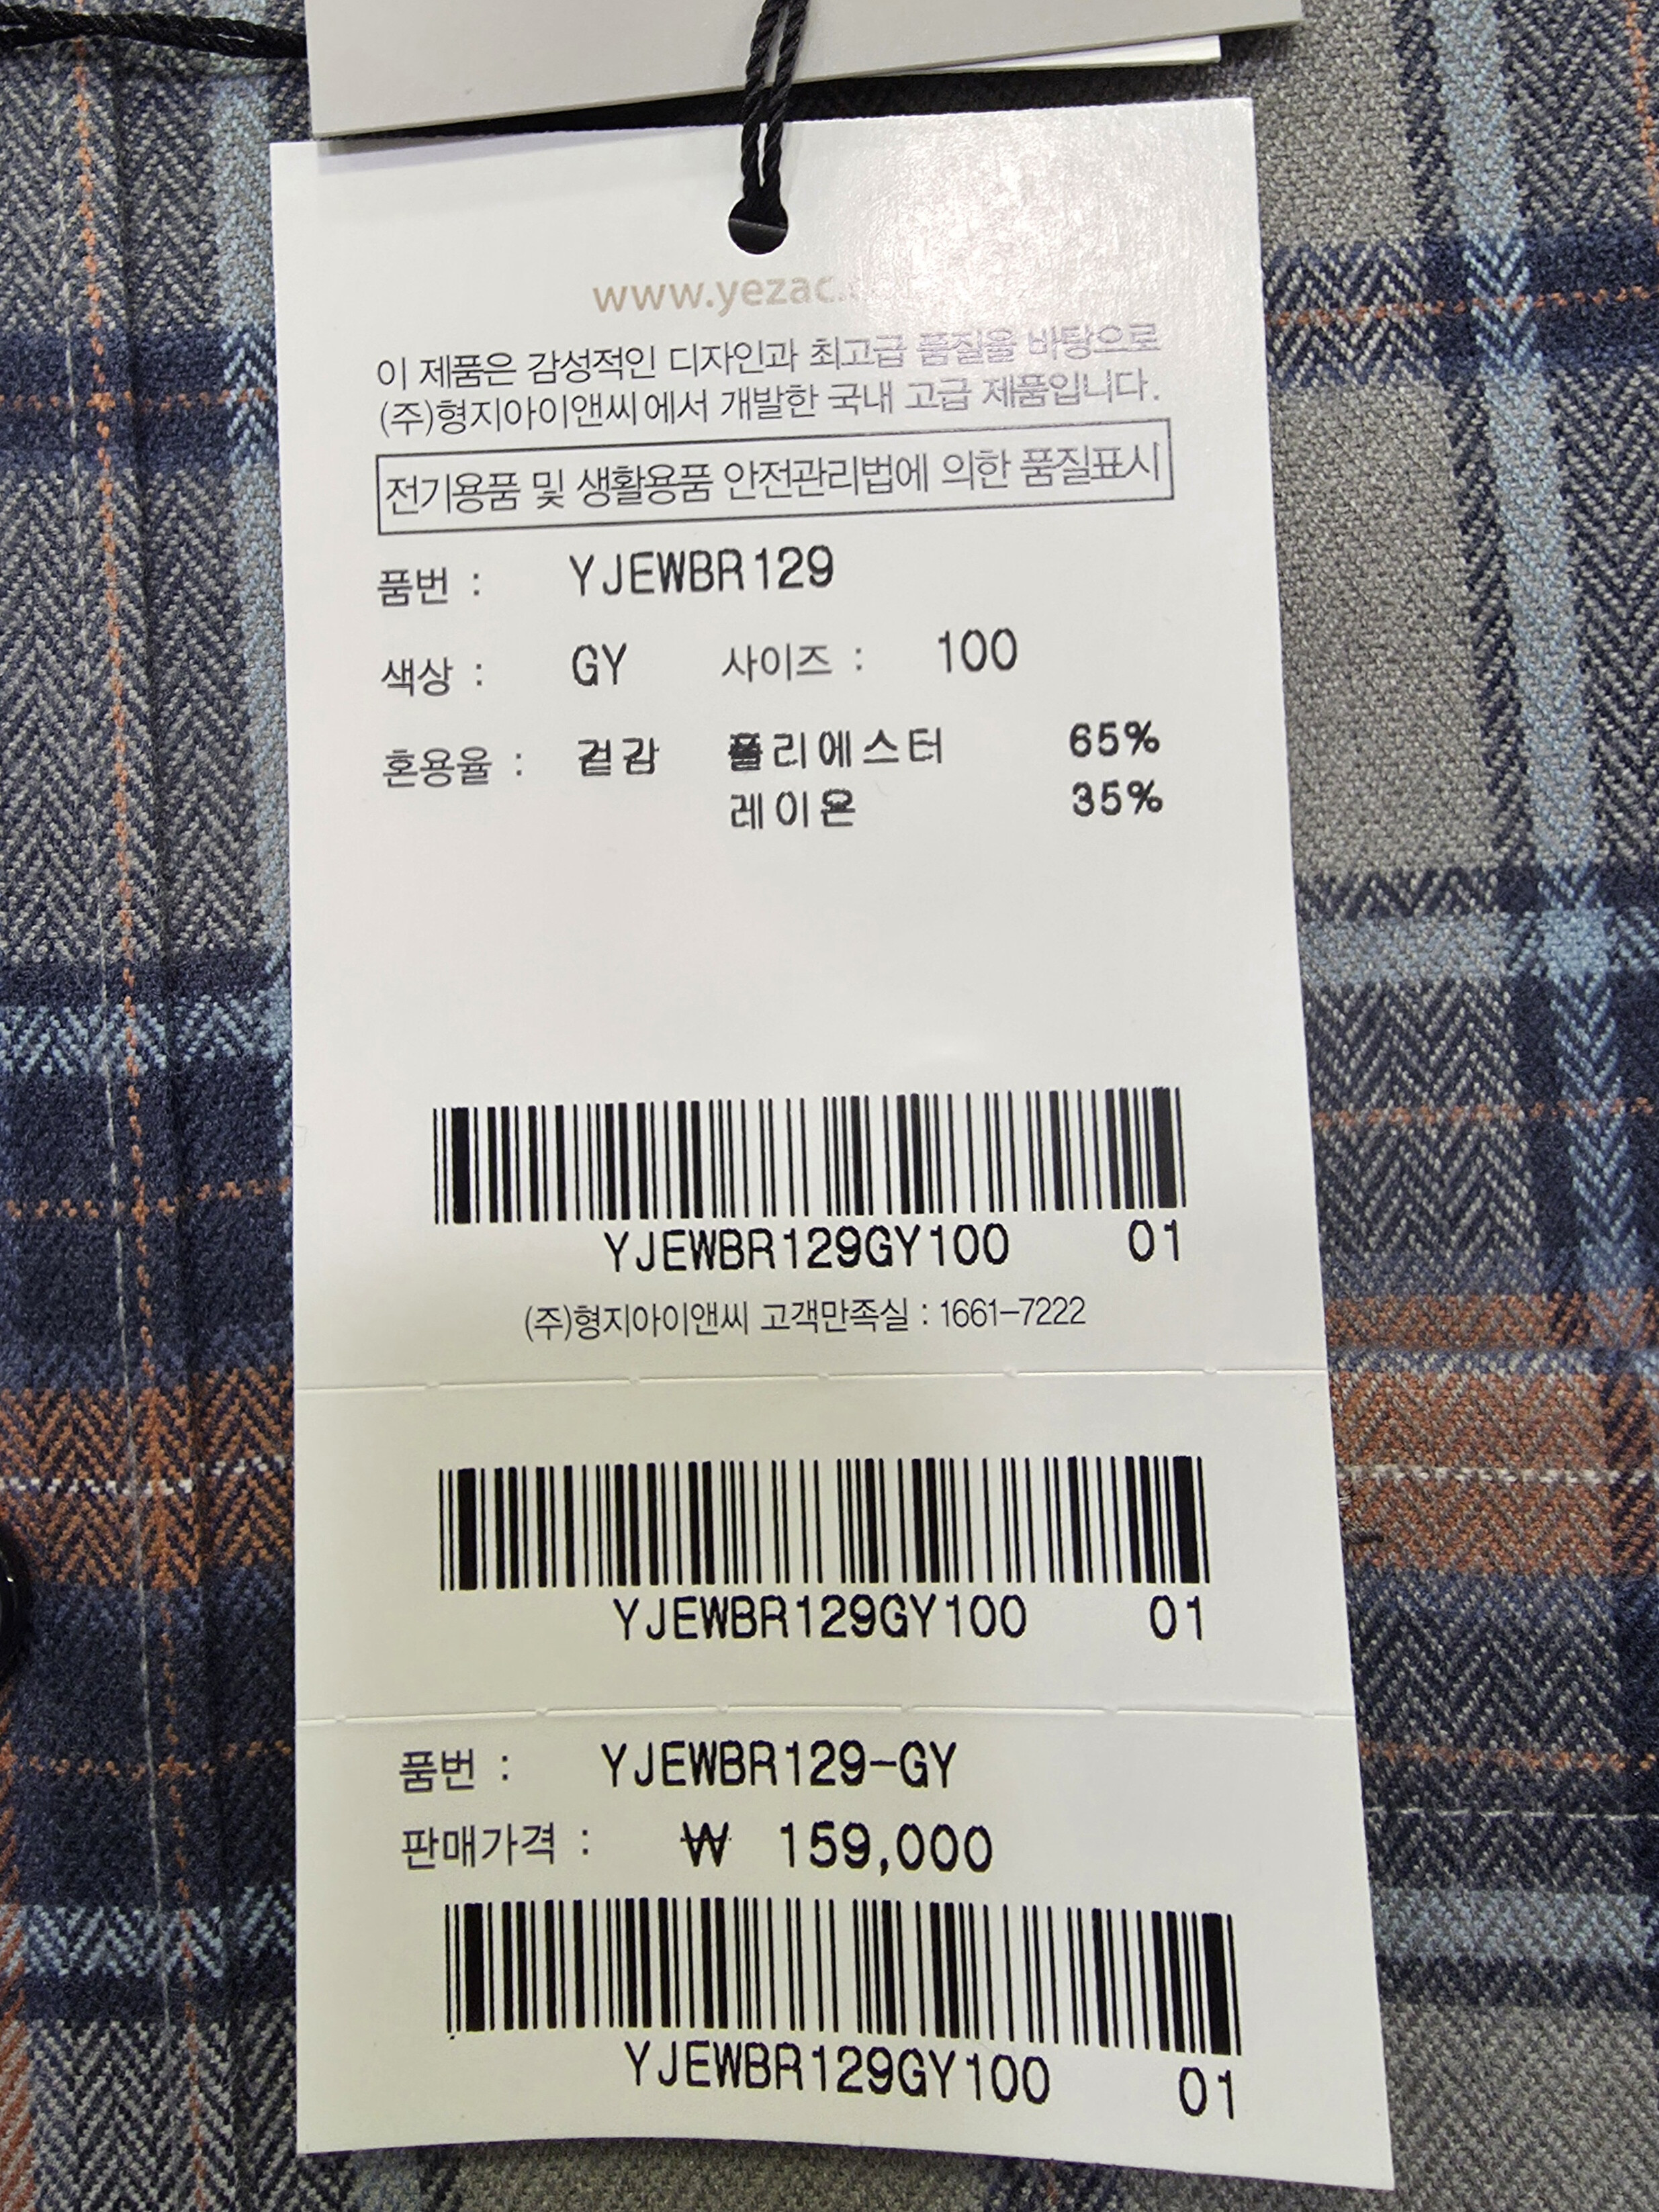 www.yezac.
이 제품은 감성적인 디자인과 최고급 품질을 바탕으로
(주)형지아이앤씨에서 개발한 국내 고급 제품입니다.
전기용품 및 생활용품 안전관리법에 의한 품질표시
품번 : YJEWBR129
색상 : GY 사이즈 : 100
혼용율 : 겉감 폴리에스터 65%
레이온 35%
YJEWBR129GY100 01
(주)형지아이앤씨 고객만족실 : 1661-7222
YJEWBR129GY100 01
품번 : YJEWBR129-GY
판매가격 : ₩ 159,000
YJEWBR129GY100 01